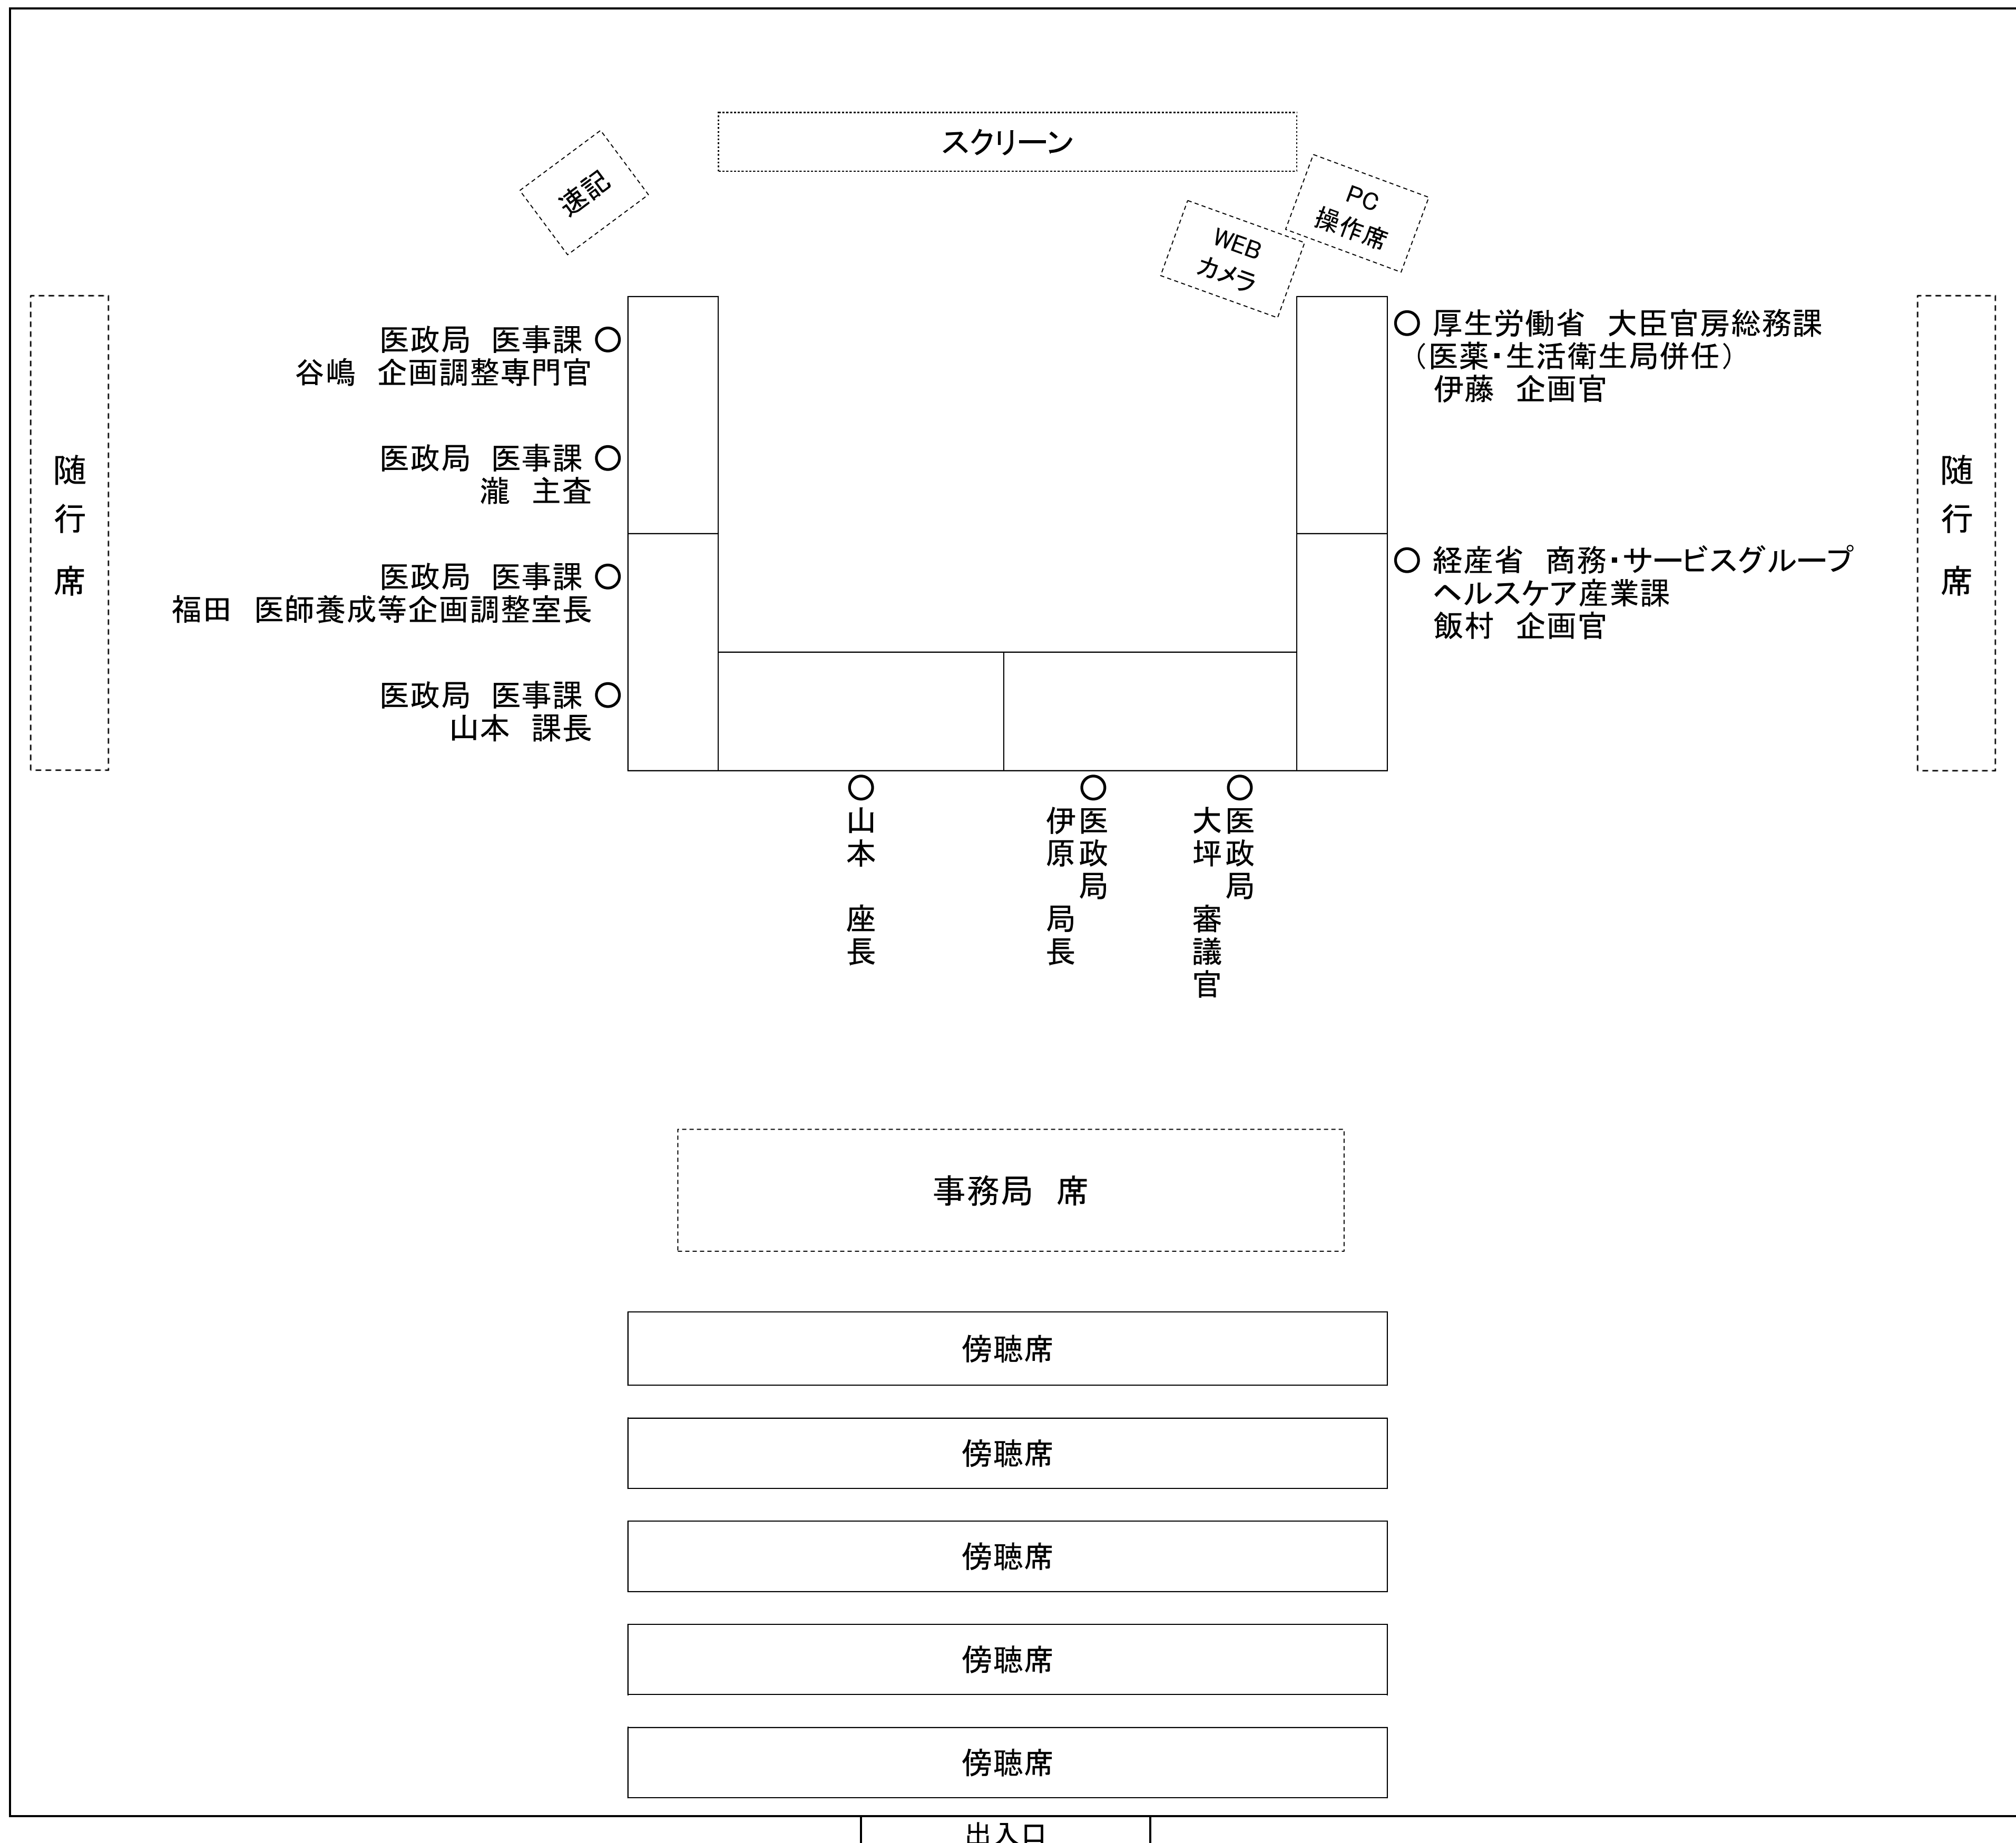 スクリーン
速記
PC
操作席
WEB
カメラ
随行席
医政局　医事課　○
谷嶋　企画調整専門官
医政局　医事課　○
瀧　主査
医政局　医事課　○
福田　医師養成等企画調整室長
医政局　医事課　○
山本　課長
○ 厚生労働省　大臣官房総務課
（医薬・生活衛生局併任）
伊藤　企画官
○ 経産省　商務・サービスグループ
ヘルスケア産業課
飯村　企画官
随行席
○山本　座長
○医政局
伊原　局長
○医政局
大坪　審議官
事務局　席
傍聴席
傍聴席
傍聴席
傍聴席
傍聴席
出入口